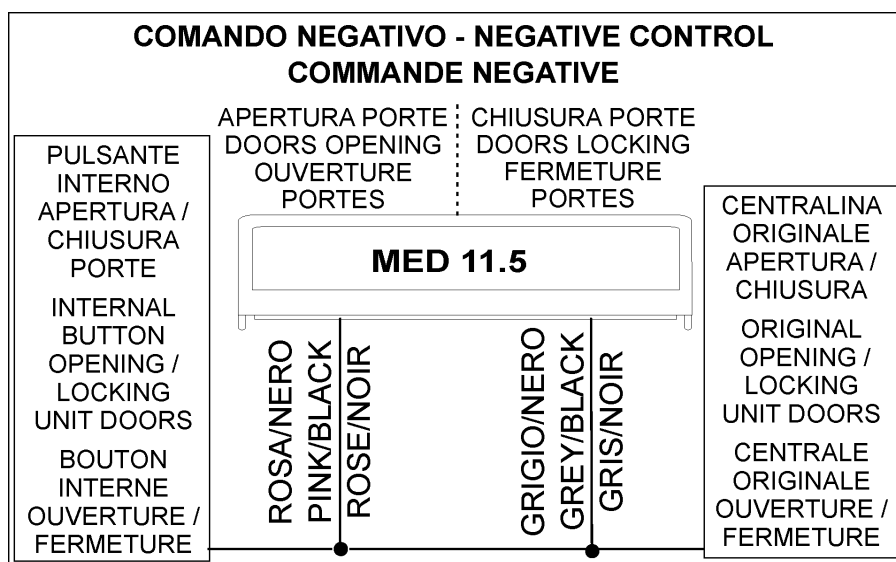 COMANDO NEGATIVO - NEGATIVE CONTROL
COMMANDE NEGATIVE
APERTURA PORTE
DOORS OPENING
OUVERTURE
PORTES
CHIUSURA PORTE
DOORS LOCKING
FERMETURE
PORTES
PULSANTE
INTERNO
APERTURA /
CHIUSURA
PORTE
INTERNAL
BUTTON
OPENING /
LOCKING
UNIT DOORS
BOUTON
INTERNE
OUVERTURE /
FERMETURE
MED 11.5
ROSA/NERO
PINK/BLACK
ROSE/NOIR
GRIGIO/NERO
GREY/BLACK
GRIS/NOIR
CENTRALINA
ORIGINALE
APERTURA /
CHIUSURA
ORIGINAL
OPENING /
LOCKING
UNIT DOORS
CENTRALE
ORIGINALE
OUVERTURE /
FERMETURE